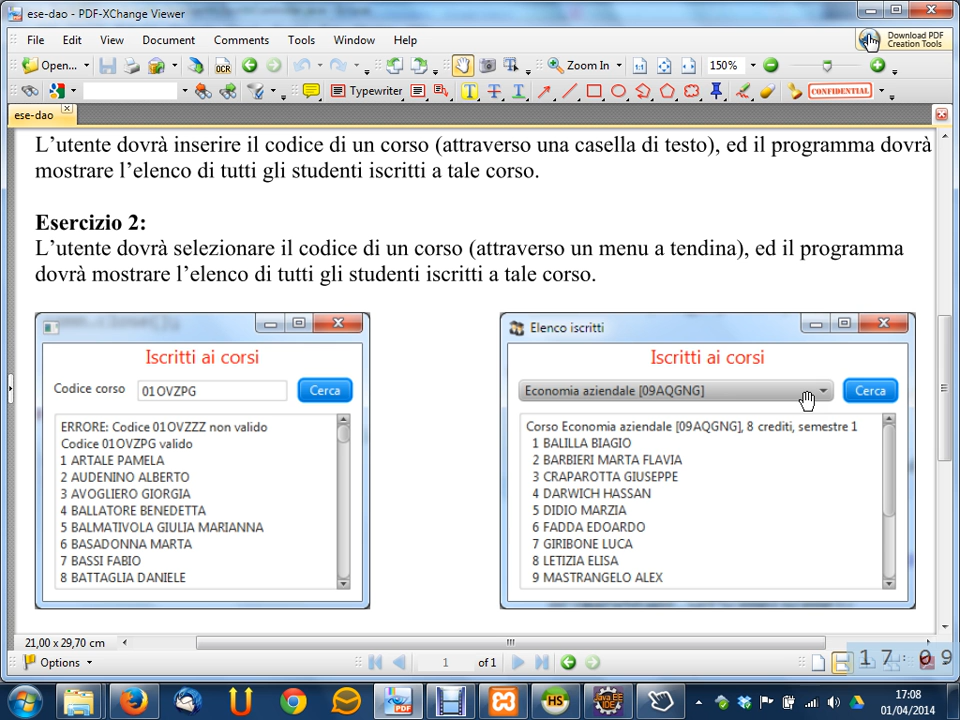 ese-dao - PDF-XChange Viewer
File Edit View Document Comments Tools Window Help
Download PDF
Creation Tools
Open...
OCR
Zoom In
150%
Typewriter
CONFIDENTIAL
ese-dao
L’utente dovrà inserire il codice di un corso (attraverso una casella di testo), ed il programma dovrà
mostrare l’elenco di tutti gli studenti iscritti a tale corso.
Esercizio 2:
L’utente dovrà selezionare il codice di un corso (attraverso un menu a tendina), ed il programma
dovrà mostrare l’elenco di tutti gli studenti iscritti a tale corso.
Iscritti ai corsi
Codice corso 01OVZPG Cerca
ERRORE: Codice 01OVZZZ non valido
Codice 01OVZPG valido
1 ARTALE PAMELA
2 AUDENINO ALBERTO
3 AVOGLIERO GIORGIA
4 BALLATORE BENEDETTA
5 BALMATIVOLA GIULIA MARIANNA
6 BASADONNA MARTA
7 BASSI FABIO
8 BATTAGLIA DANIELE
Elenco iscritti
Iscritti ai corsi
Economia aziendale [09AQGNG] Cerca
Corso Economia aziendale [09AQGNG], 8 crediti, semestre 1
1 BALILLA BIAGIO
2 BARBIERI MARTA FLAVIA
3 CRAPAROTTA GIUSEPPE
4 DARWICH HASSAN
5 DIDIO MARZIA
6 FADDA EDOARDO
7 GIRIBONE LUCA
8 LETIZIA ELISA
9 MASTRANGELO ALEX
21,00 x 29,70 cm
Options
1 of 1
17:09
PDF
HS
Java EE
IDE
17:08
01/04/2014